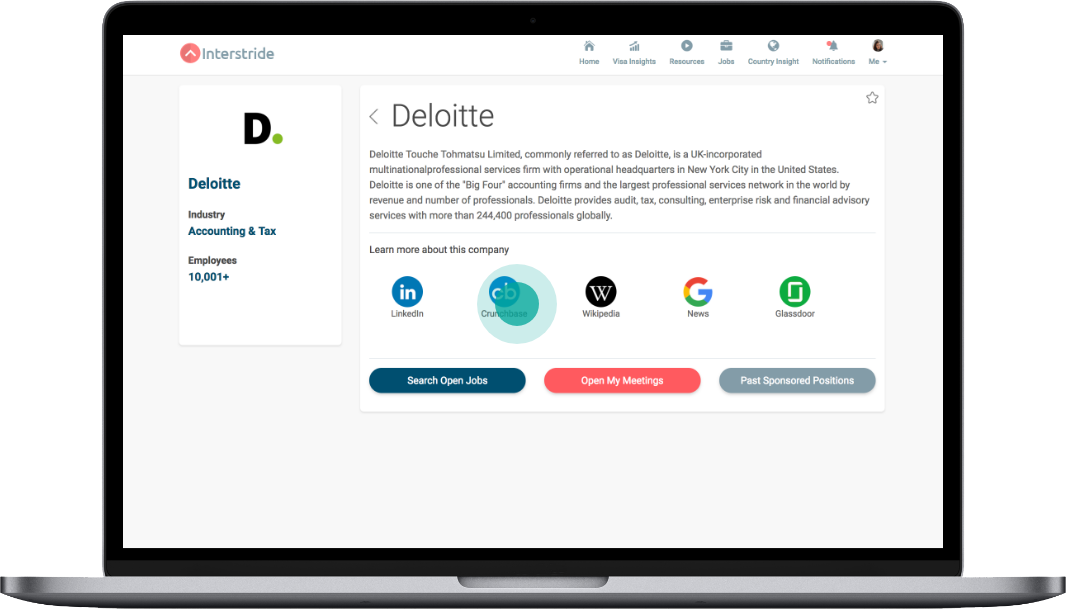 Interstride
Home
Visa Insights
Resources
Jobs
Country Insight
Notifications
Me
D.
Deloitte
Industry
Accounting & Tax
Employees
10,001+
Deloitte
Deloitte Touche Tohmatsu Limited, commonly referred to as Deloitte, is a UK-incorporated
multinationalprofessional services firm with operational headquarters in New York City in the United States.
Deloitte is one of the "Big Four" accounting firms and the largest professional services network in the world by
revenue and number of professionals. Deloitte provides audit, tax, consulting, enterprise risk and financial advisory
services with more than 244,400 professionals globally.
Learn more about this company
in
LinkedIn
cb
Crunchbase
W
Wikipedia
G
News
Glassdoor
Search Open Jobs
Open My Meetings
Past Sponsored Positions